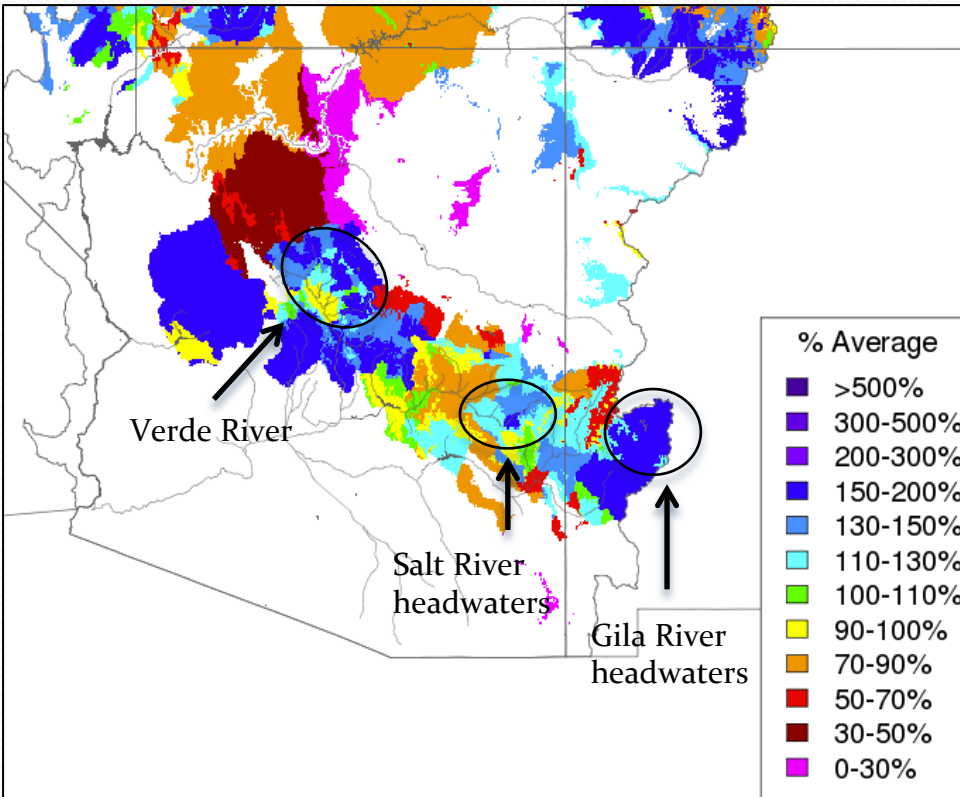 Verde River
Salt River
headwaters
Gila River
headwaters
% Average
>500%
300-500%
200-300%
150-200%
130-150%
110-130%
100-110%
90-100%
70-90%
50-70%
30-50%
0-30%